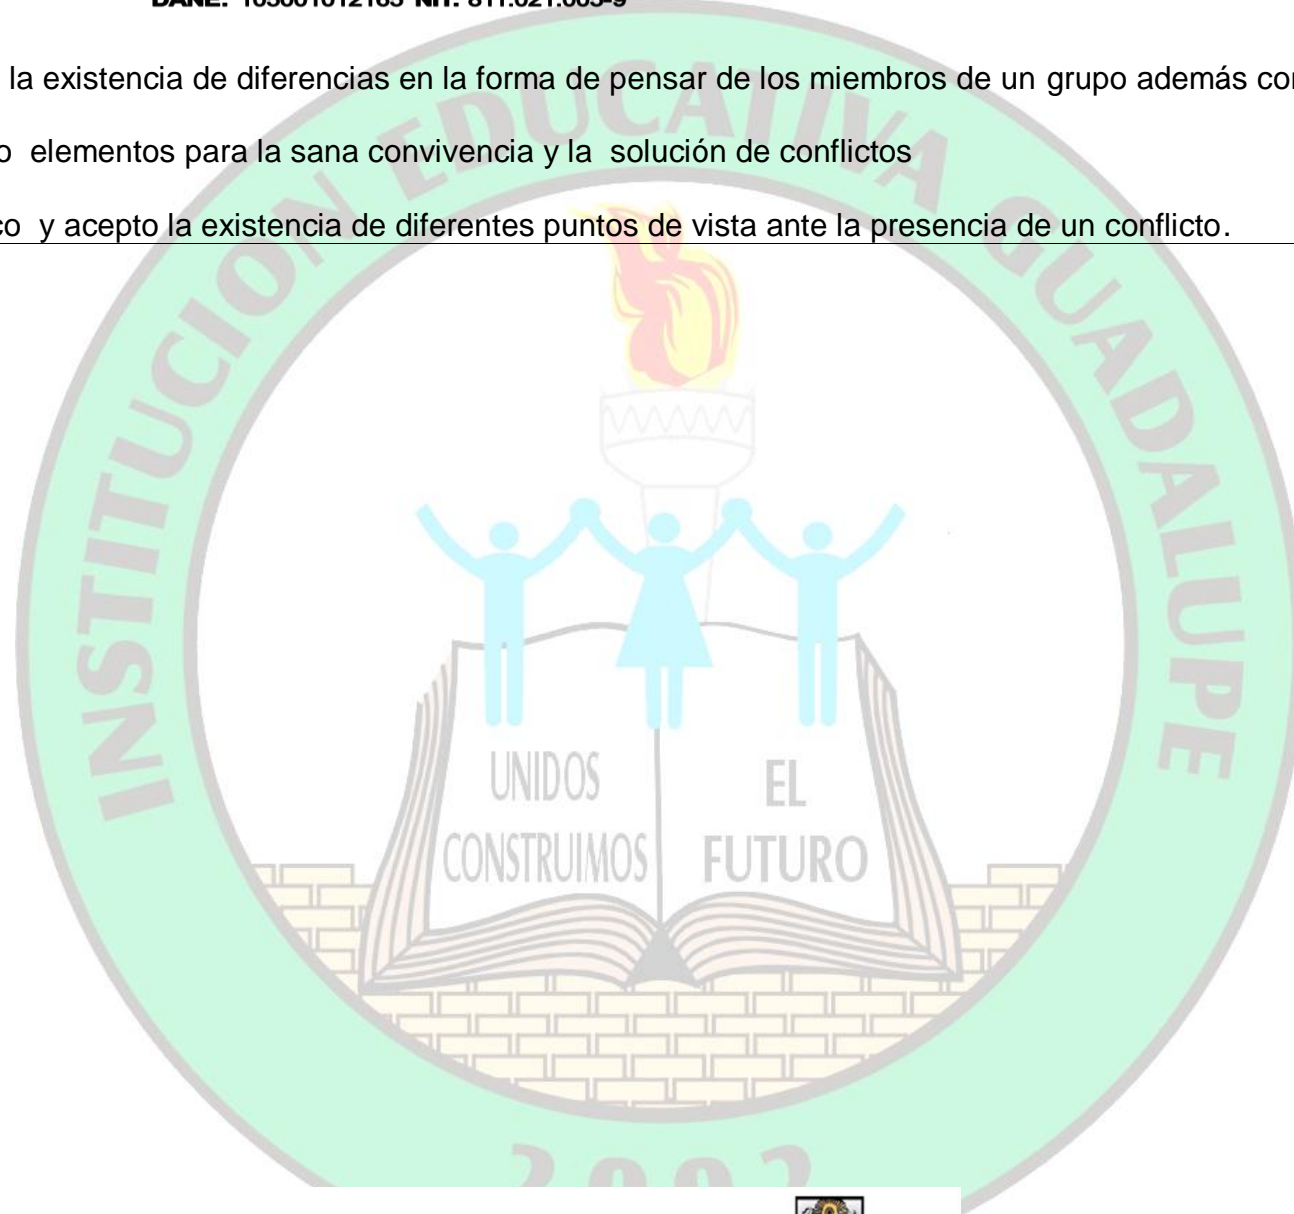 la existencia de diferencias en la forma de pensar de los miembros de un grupo además
elementos para la sana convivencia y la solución de conflictos
y acepto la existencia de diferentes puntos de vista ante la presencia de un conflicto.
INSTITUCION EDUCATIVA GUADALUPE
UNIDOS
CONSTRUIMOS
EL
FUTURO
2002